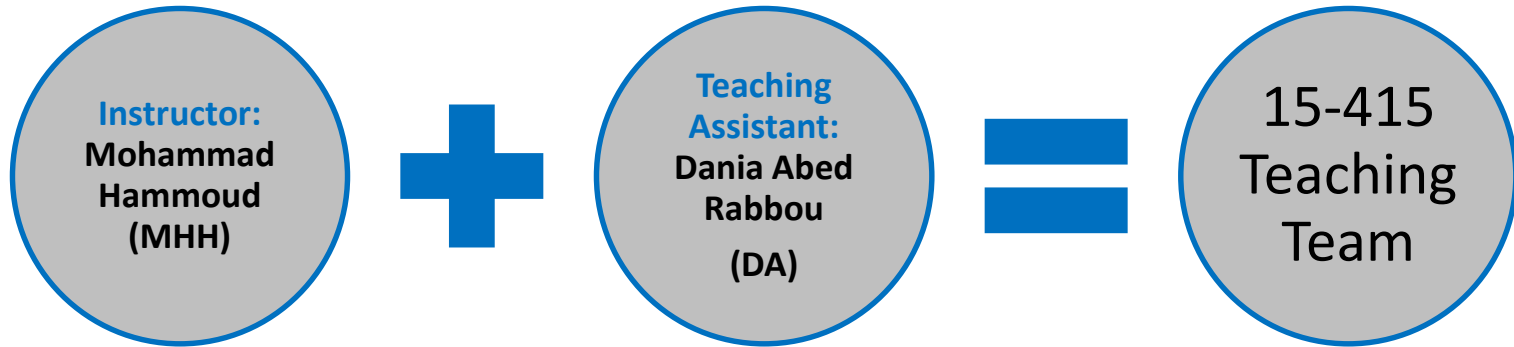 Instructor:
Mohammad
Hammoud
(MHH)
Teaching
Assistant:
Dania Abed
Rabbou
(DA)
15-415
Teaching
Team